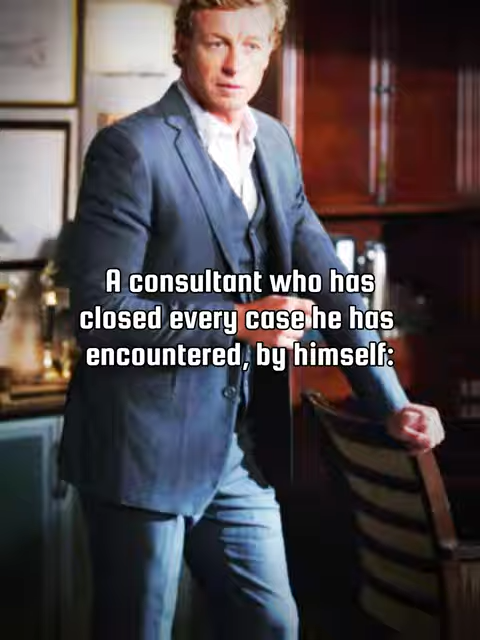 A consultant who has
closed every case he has
encountered, by himself: